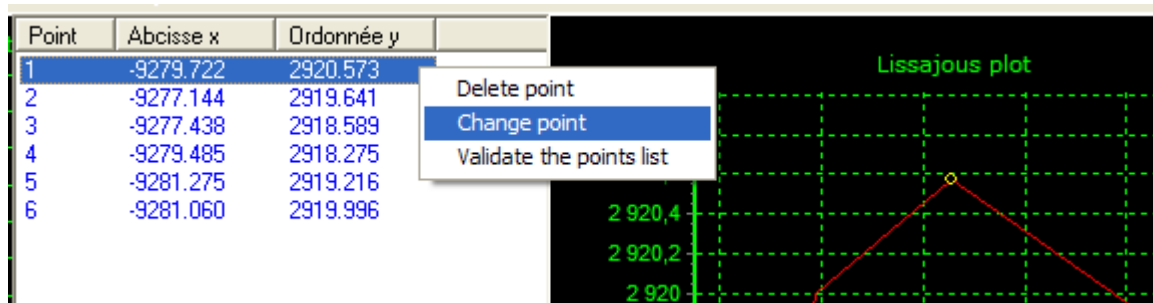 Point Abcisse x Ordonnée y
1 -9279.722 2920.573
2 -9277.144 2919.641
3 -9277.438 2918.589
4 -9279.485 2918.275
5 -9281.275 2919.216
6 -9281.060 2919.996
Delete point
Change point
Validate the points list
Lissajous plot
2 920,4
2 920,2
2 920